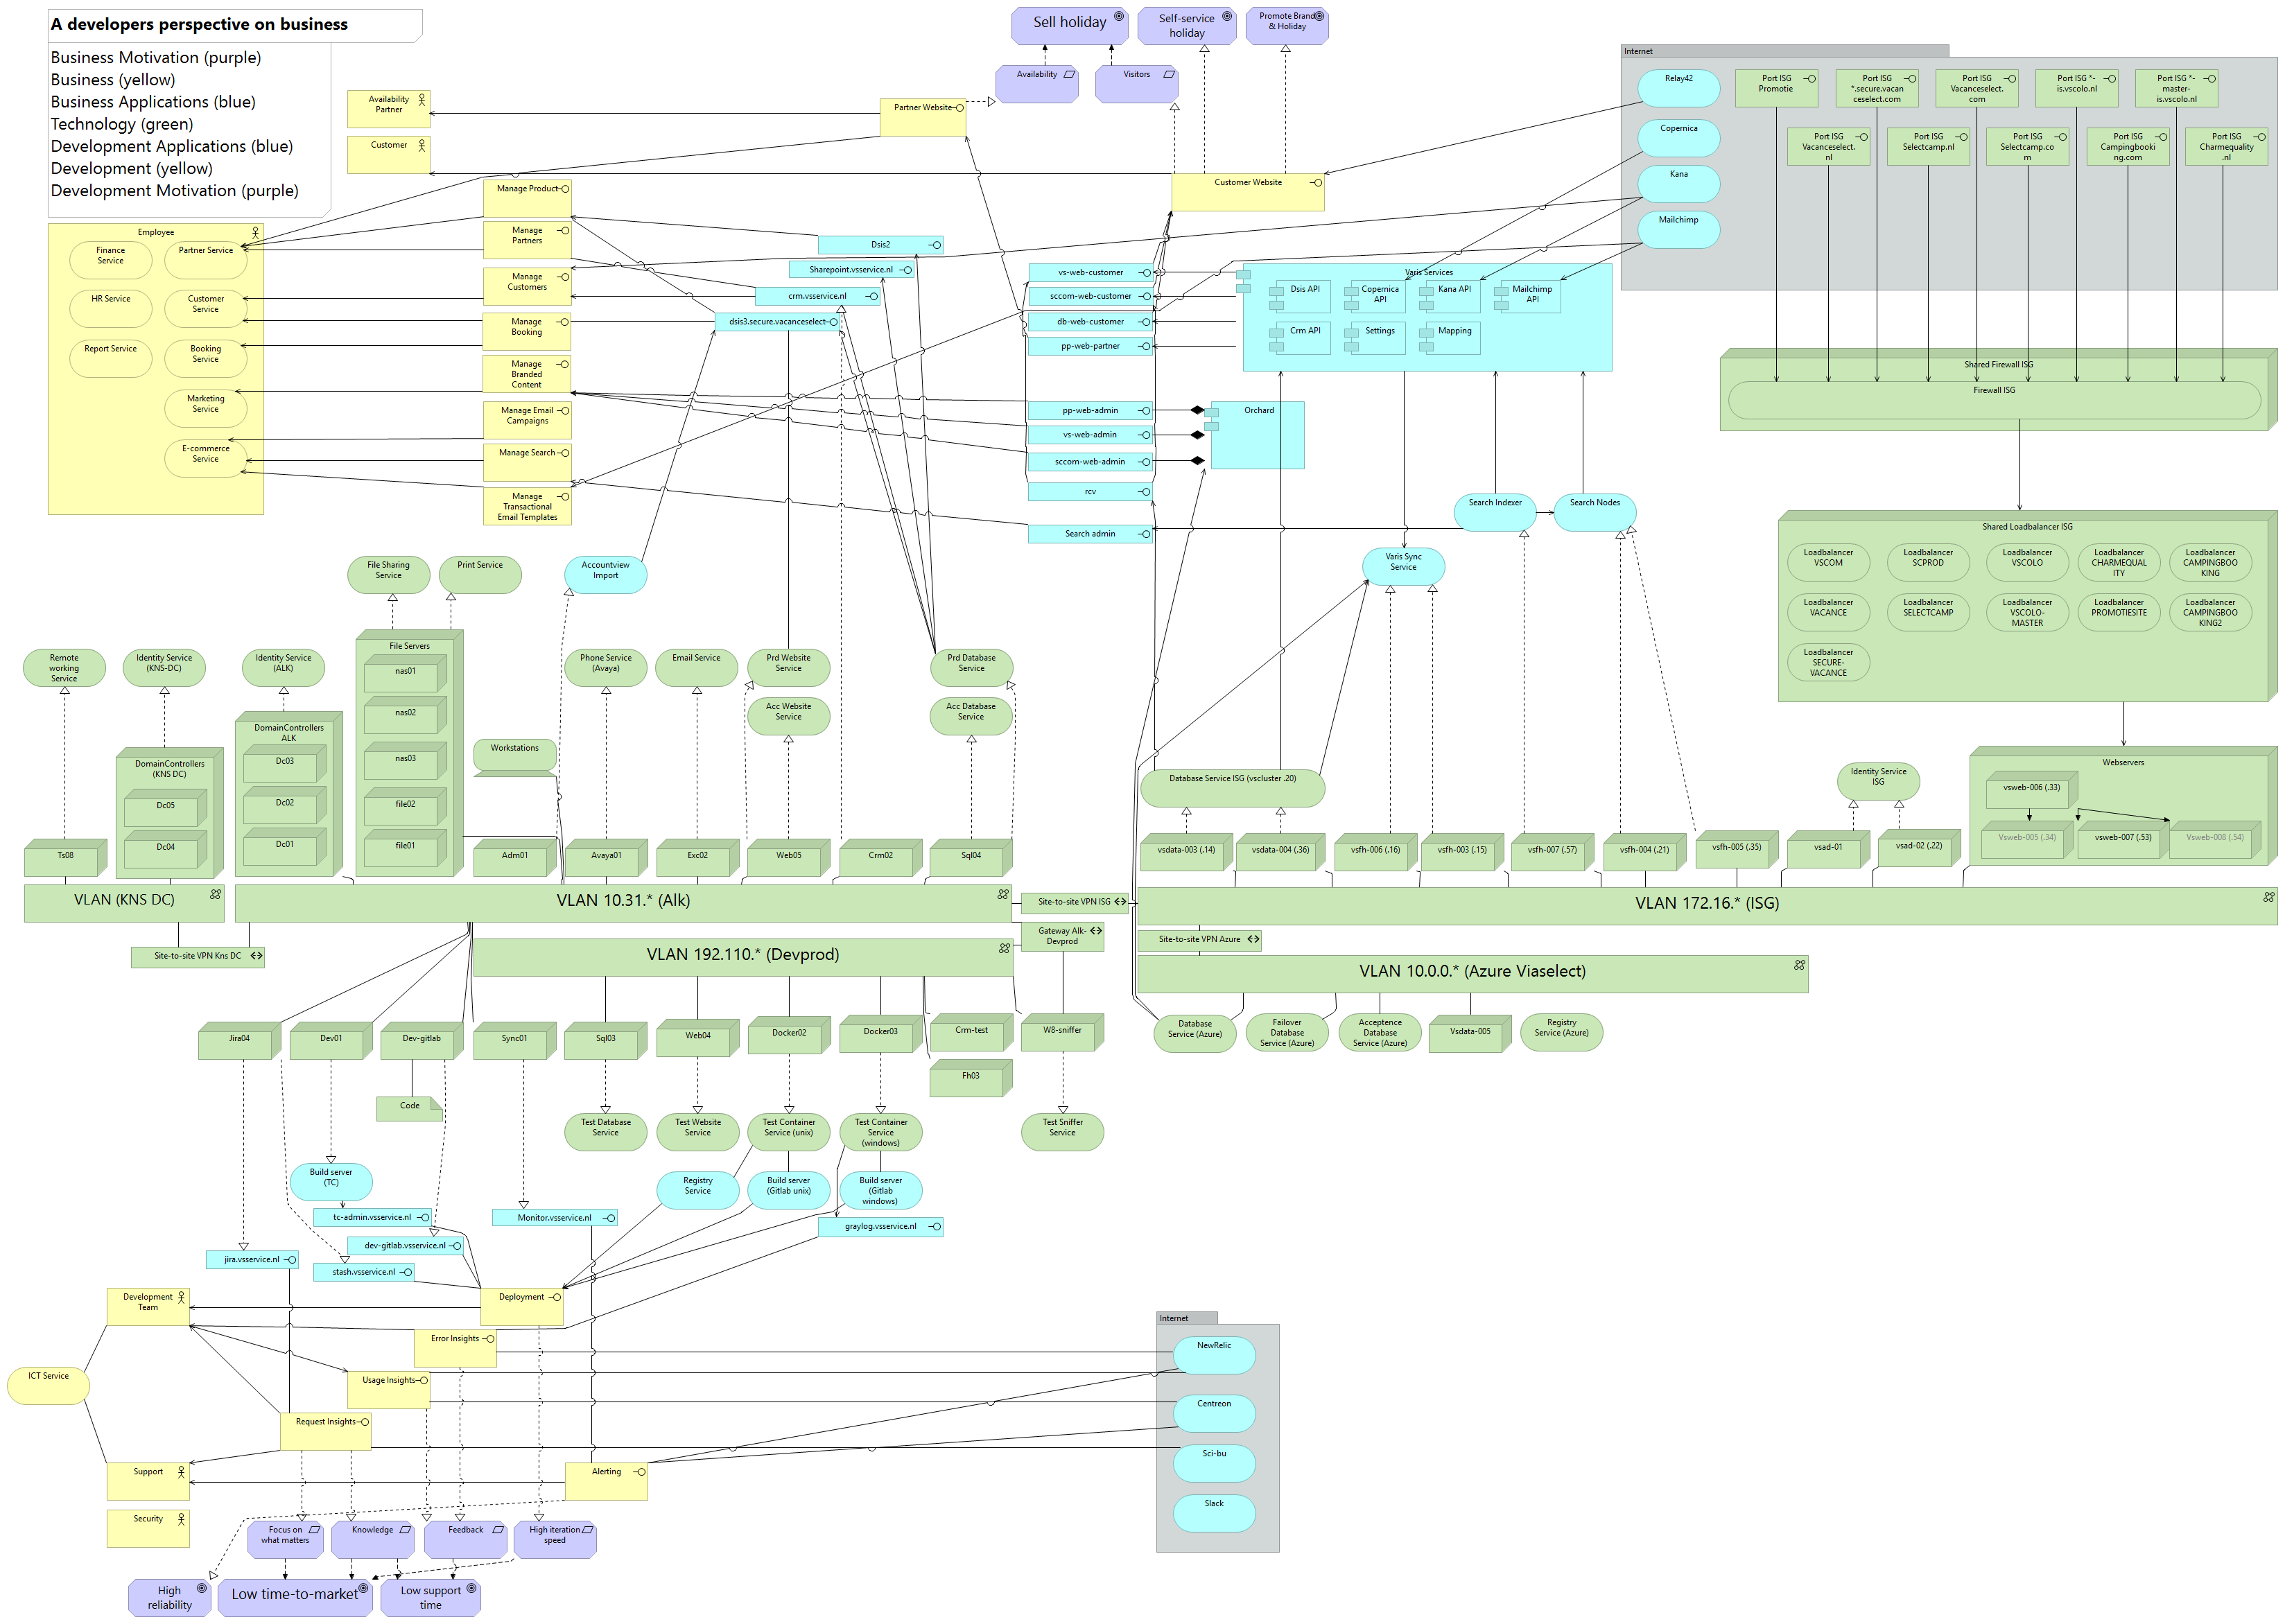 A developers perspective on business
Business Motivation (purple)
Business (yellow)
Business Applications (blue)
Technology (green)
Development Applications (blue)
Development (yellow)
Development Motivation (purple)
Sell holiday
Self-service
holiday
Promote Brand
& Holiday
Availability
Visitors
Availability
Partner
Customer
Partner Website
Customer Website
Internet
Relay42
Copernica
Kana
Mailchimp
Port ISG
Promotie
Port ISG
*.secure.vacan
ceselect.com
Port ISG
Vacanceselect.
com
Port ISG *-
is.vscolo.nl
Port ISG *-
master-
is.vscolo.nl
Port ISG
Vacanceselect.
nl
Port ISG
Selectcamp.nl
Port ISG
Selectcamp.co
m
Port ISG
Campingbooki
ng.com
Port ISG
Charmequality
.nl
Employee
Finance
Service
Partner Service
HR Service
Customer
Service
Report Service
Booking
Service
Marketing
Service
E-commerce
Service
Manage Product
Manage
Partners
Manage
Customers
Manage
Booking
Manage
Branded
Content
Manage Email
Campaigns
Manage Search
Manage
Transactional
Email Templates
Dsis2
Sharepoint.vsservice.nl
crm.vsservice.nl
dsis3.secure.vacanceselect
vs-web-customer
sccom-web-customer
db-web-customer
pp-web-partner
pp-web-admin
vs-web-admin
sccom-web-admin
rcv
Search admin
Varis Services
Dsis API
Copernica
API
Kana API
Mailchimp
API
Crm API
Settings
Mapping
Orchard
Search Indexer
Search Nodes
Varis Sync
Service
Shared Firewall ISG
Firewall ISG
Shared Loadbalancer ISG
Loadbalancer
VSCOM
Loadbalancer
SCPROD
Loadbalancer
VSCOLO
Loadbalancer
CHARMEQUAL
ITY
Loadbalancer
CAMPINGBOO
KING
Loadbalancer
VACANCE
Loadbalancer
SELECTCAMP
Loadbalancer
VSCOLO-
MASTER
Loadbalancer
PROMOTIESITE
Loadbalancer
CAMPINGBOO
KING2
Loadbalancer
SECURE-
VACANCE
File Sharing
Service
Print Service
Accountview
Import
Remote
working
Service
Identity Service
(KNS-DC)
Identity Service
(ALK)
File Servers
nas01
nas02
nas03
file02
file01
Phone Service
(Avaya)
Email Service
Prd Website
Service
Acc Website
Service
Prd Database
Service
Acc Database
Service
DomainControllers
(KNS DC)
Dc05
Dc04
DomainControllers
ALK
Dc03
Dc02
Dc01
Workstations
Database Service ISG (vscluster .20)
Identity Service
ISG
Webservers
vsweb-006 (.33)
Vsweb-005 (.34)
vsweb-007 (.53)
Vsweb-008 (.54)
Ts08
Adm01
Avaya01
Exc02
Web05
Crm02
Sql04
vsdata-003 (.14)
vsdata-004 (.36)
vsfh-006 (.16)
vsfh-003 (.15)
vsfh-007 (.57)
vsfh-004 (.21)
vsfh-005 (.35)
vsad-01
vsad-02 (.22)
VLAN (KNS DC)
VLAN 10.31.* (Alk)
Site-to-site VPN ISG
VLAN 172.16.* (ISG)
Site-to-site VPN Kns DC
VLAN 192.110.* (Devprod)
Gateway Alk-
Devprod
Site-to-site VPN Azure
VLAN 10.0.0.* (Azure Viaselect)
Jira04
Dev01
Dev-gitlab
Sync01
Sql03
Web04
Docker02
Docker03
Crm-test
Fh03
W8-sniffer
Database
Service (Azure)
Failover
Database
Service (Azure)
Acceptence
Database
Service (Azure)
Vsdata-005
Registry
Service (Azure)
Code
Test Database
Service
Test Website
Service
Test Container
Service (unix)
Test Container
Service
(windows)
Test Sniffer
Service
Build server
(TC)
Registry
Service
Build server
(Gitlab unix)
Build server
(Gitlab
windows)
tc-admin.vsservice.nl
Monitor.vsservice.nl
graylog.vsservice.nl
dev-gitlab.vsservice.nl
jira.vsservice.nl
stash.vsservice.nl
Development
Team
Deployment
Error Insights
Usage Insights
Request Insights
ICT Service
Support
Alerting
Security
Internet
NewRelic
Centreon
Sci-bu
Slack
Focus on
what matters
Knowledge
Feedback
High iteration
speed
High
reliability
Low time-to-market
Low support
time